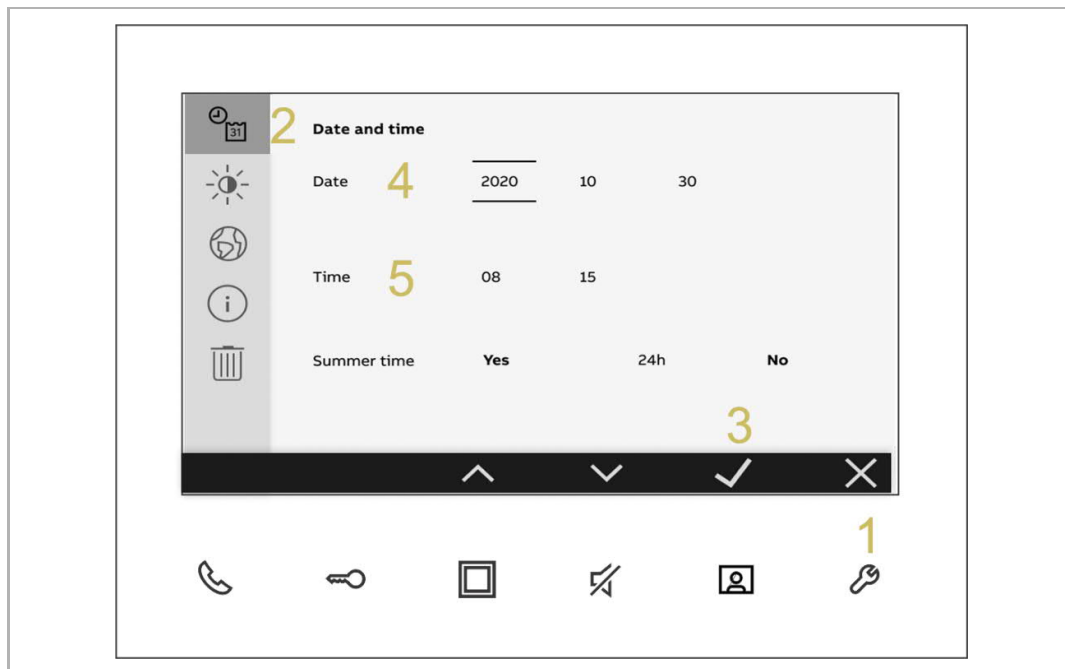 31
2 Date and time
Date 4 2020 10 30
Time 5 08 15
i
Summer time Yes 24h No
3
1